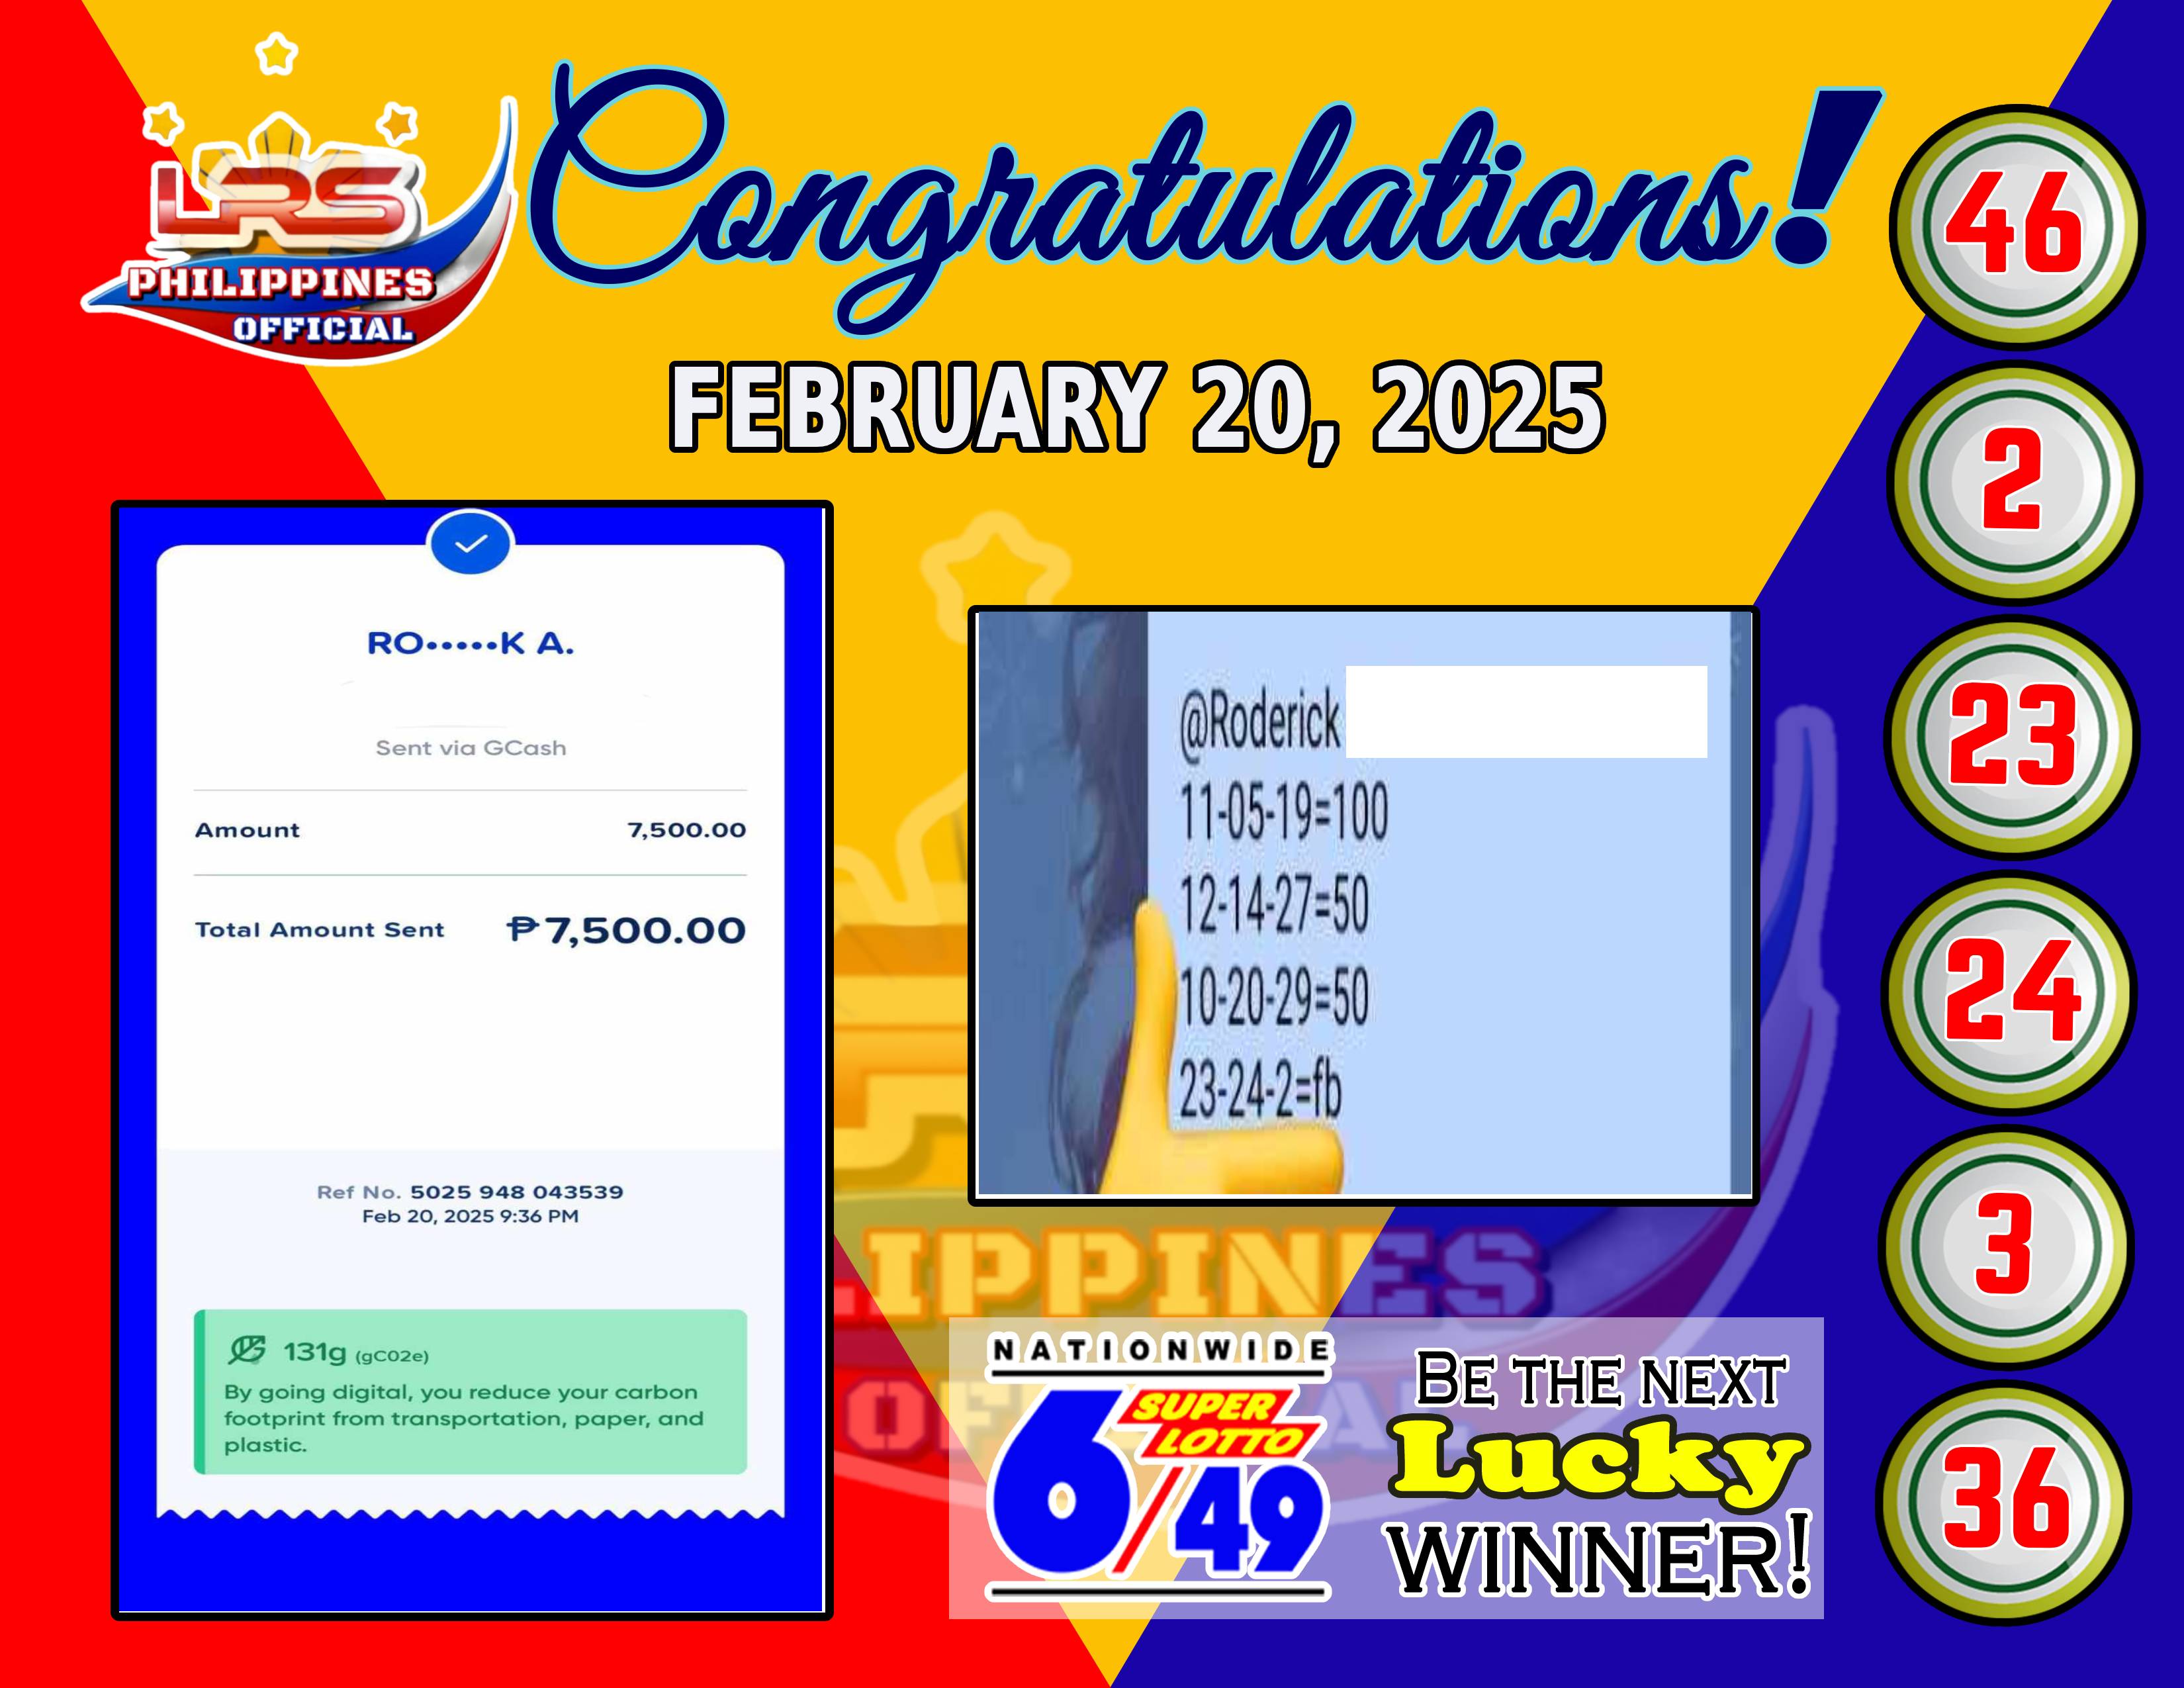 LRS
PHILIPPINES
OFFICIAL
Congratulations!
FEBRUARY 20, 2025
RO•••••K A.
Sent via GCash
Amount 7,500.00
Total Amount Sent ₱7,500.00
Ref No. 5025 948 043539
Feb 20, 2025 9:36 PM
131g (gC02e)
By going digital, you reduce your carbon
footprint from transportation, paper, and
plastic.
@Roderick
11-05-19=100
12-14-27=50
10-20-29=50
23-24-2=fb
LIPPINES
NATIONWIDE
SUPER
LOTTO
6/49
BE THE NEXT
Lucky
WINNER!
46
2
23
24
3
36